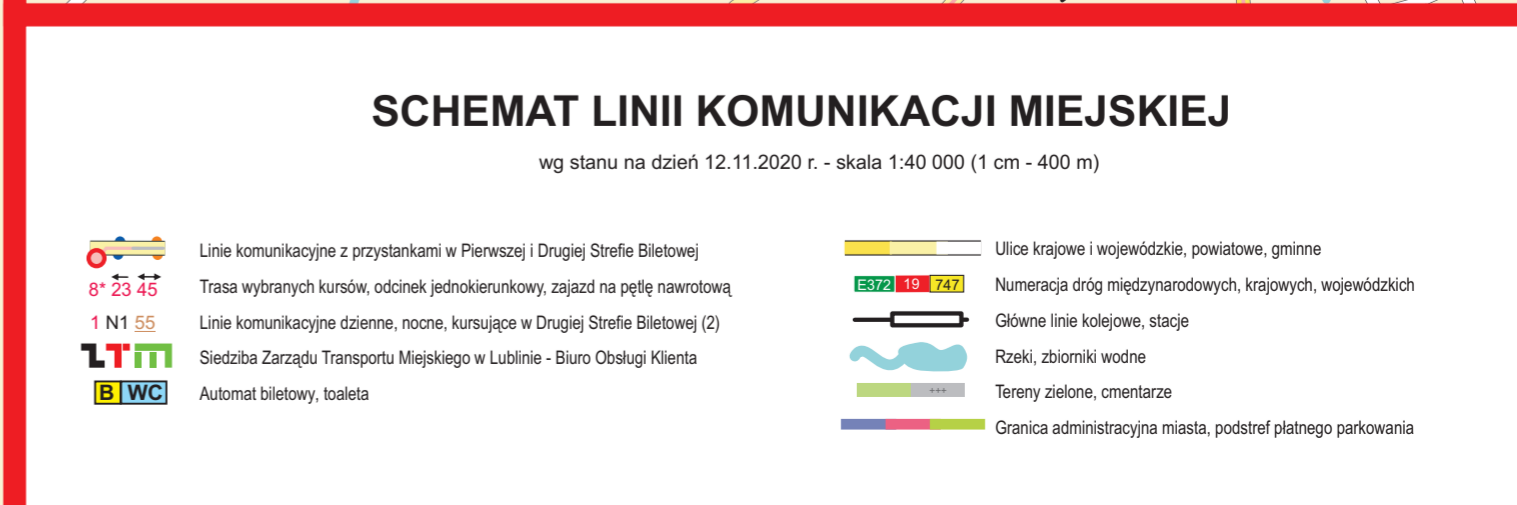 SCHEMAT LINII KOMUNIKACJI MIEJSKIEJ
wg stanu na dzień 12.11.2020 r. - skala 1:40 000 (1 cm - 400 m)
Linie komunikacyjne z przystankami w Pierwszej i Drugiej Strefie Biletowej
8* 23 45 Trasa wybranych kursów, odcinek jednokierunkowy, zajazd na pętlę nawrotową
1 N1 55 Linie komunikacyjne dzienne, nocne, kursujące w Drugiej Strefie Biletowej (2)
ZTM Siedziba Zarządu Transportu Miejskiego w Lublinie - Biuro Obsługi Klienta
B WC Automat biletowy, toaleta
Ulice krajowe i wojewódzkie, powiatowe, gminne
E372 19 747 Numeracja dróg międzynarodowych, krajowych, wojewódzkich
Główne linie kolejowe, stacje
Rzeki, zbiorniki wodne
+++ Tereny zielone, cmentarze
Granica administracyjna miasta, podstref płatnego parkowania